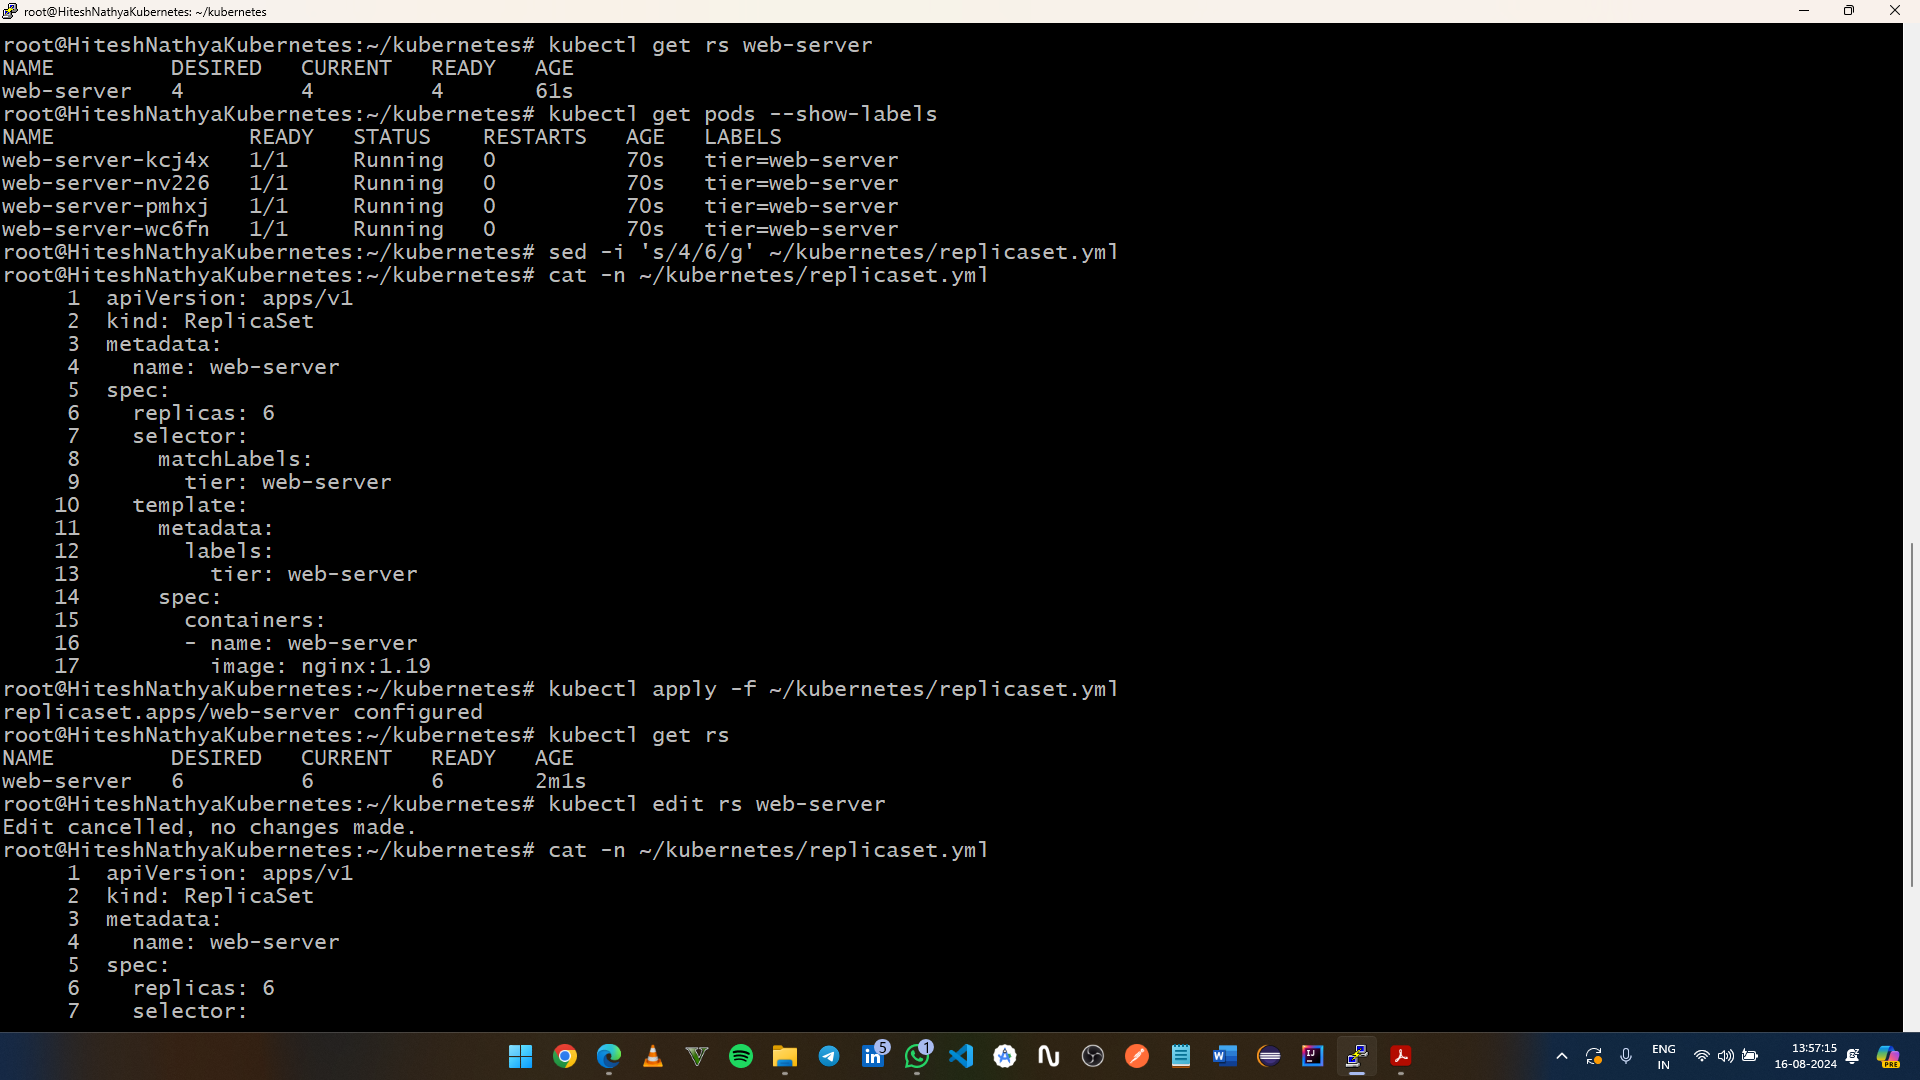 root@HiteshNathyaKubernetes: ~/kubernetes
root@HiteshNathyaKubernetes:~/kubernetes# kubectl get rs web-server
NAME         DESIRED   CURRENT   READY   AGE
web-server   4         4         4       61s
root@HiteshNathyaKubernetes:~/kubernetes# kubectl get pods --show-labels
NAME               READY   STATUS    RESTARTS   AGE   LABELS
web-server-kcj4x   1/1     Running   0          70s   tier=web-server
web-server-nv226   1/1     Running   0          70s   tier=web-server
web-server-pmhxj   1/1     Running   0          70s   tier=web-server
web-server-wc6fn   1/1     Running   0          70s   tier=web-server
root@HiteshNathyaKubernetes:~/kubernetes# sed -i 's/4/6/g' ~/kubernetes/replicaset.yml
root@HiteshNathyaKubernetes:~/kubernetes# cat -n ~/kubernetes/replicaset.yml
     1  apiVersion: apps/v1
     2  kind: ReplicaSet
     3  metadata:
     4    name: web-server
     5  spec:
     6    replicas: 6
     7    selector:
     8      matchLabels:
     9        tier: web-server
    10    template:
    11      metadata:
    12        labels:
    13          tier: web-server
    14      spec:
    15        containers:
    16        - name: web-server
    17          image: nginx:1.19
root@HiteshNathyaKubernetes:~/kubernetes# kubectl apply -f ~/kubernetes/replicaset.yml
replicaset.apps/web-server configured
root@HiteshNathyaKubernetes:~/kubernetes# kubectl get rs
NAME         DESIRED   CURRENT   READY   AGE
web-server   6         6         6       2m1s
root@HiteshNathyaKubernetes:~/kubernetes# kubectl edit rs web-server
Edit cancelled, no changes made.
root@HiteshNathyaKubernetes:~/kubernetes# cat -n ~/kubernetes/replicaset.yml
     1  apiVersion: apps/v1
     2  kind: ReplicaSet
     3  metadata:
     4    name: web-server
     5  spec:
     6    replicas: 6
     7    selector:
5
1
ENG
IN
13:57:15
16-08-2024
PRE